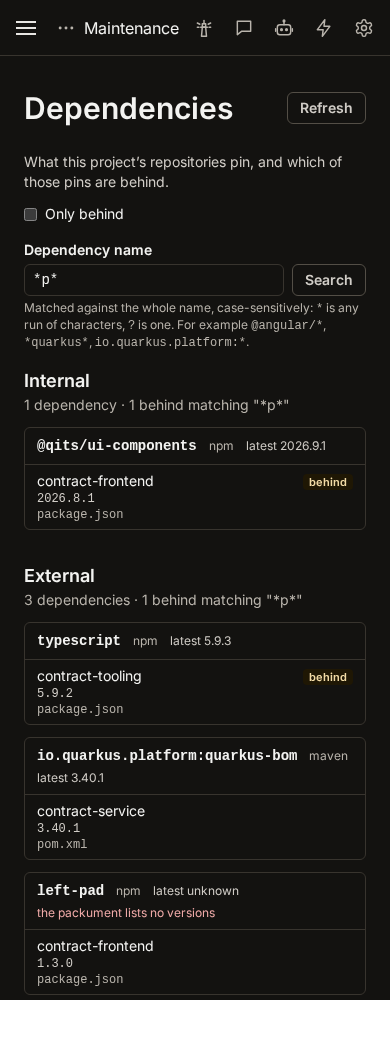 Maintenance
Dependencies
Refresh
What this project’s repositories pin, and which of
those pins are behind.
Only behind
Dependency name
*p*
Search
Matched against the whole name, case-sensitively: * is any
run of characters, ? is one. For example @angular/*,
*quarkus*, io.quarkus.platform:*.
Internal
1 dependency · 1 behind matching "*p*"
@qits/ui-components npm latest 2026.9.1
contract-frontend behind
2026.8.1
package.json
External
3 dependencies · 1 behind matching "*p*"
typescript npm latest 5.9.3
contract-tooling behind
5.9.2
package.json
io.quarkus.platform:quarkus-bom maven
latest 3.40.1
contract-service
3.40.1
pom.xml
left-pad npm latest unknown
the packument lists no versions
contract-frontend
1.3.0
package.json